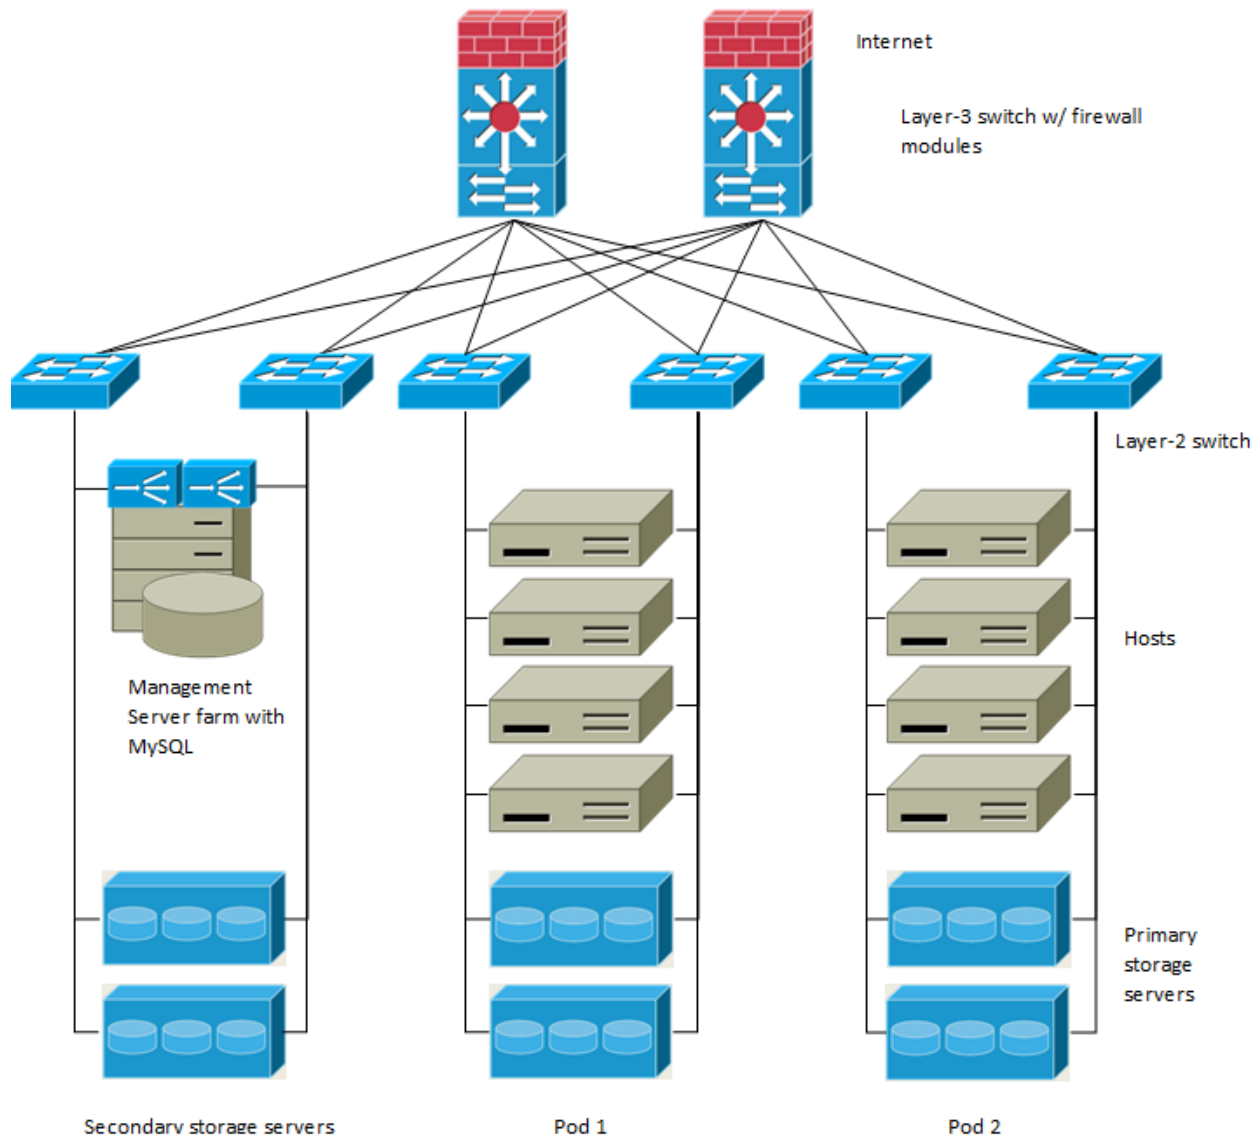 Internet
Layer-3 switch w/ firewall
modules
Layer-2 switch
Hosts
Management
Server farm with
MySQL
Primary
storage
servers
Secondary storage servers
Pod 1
Pod 2